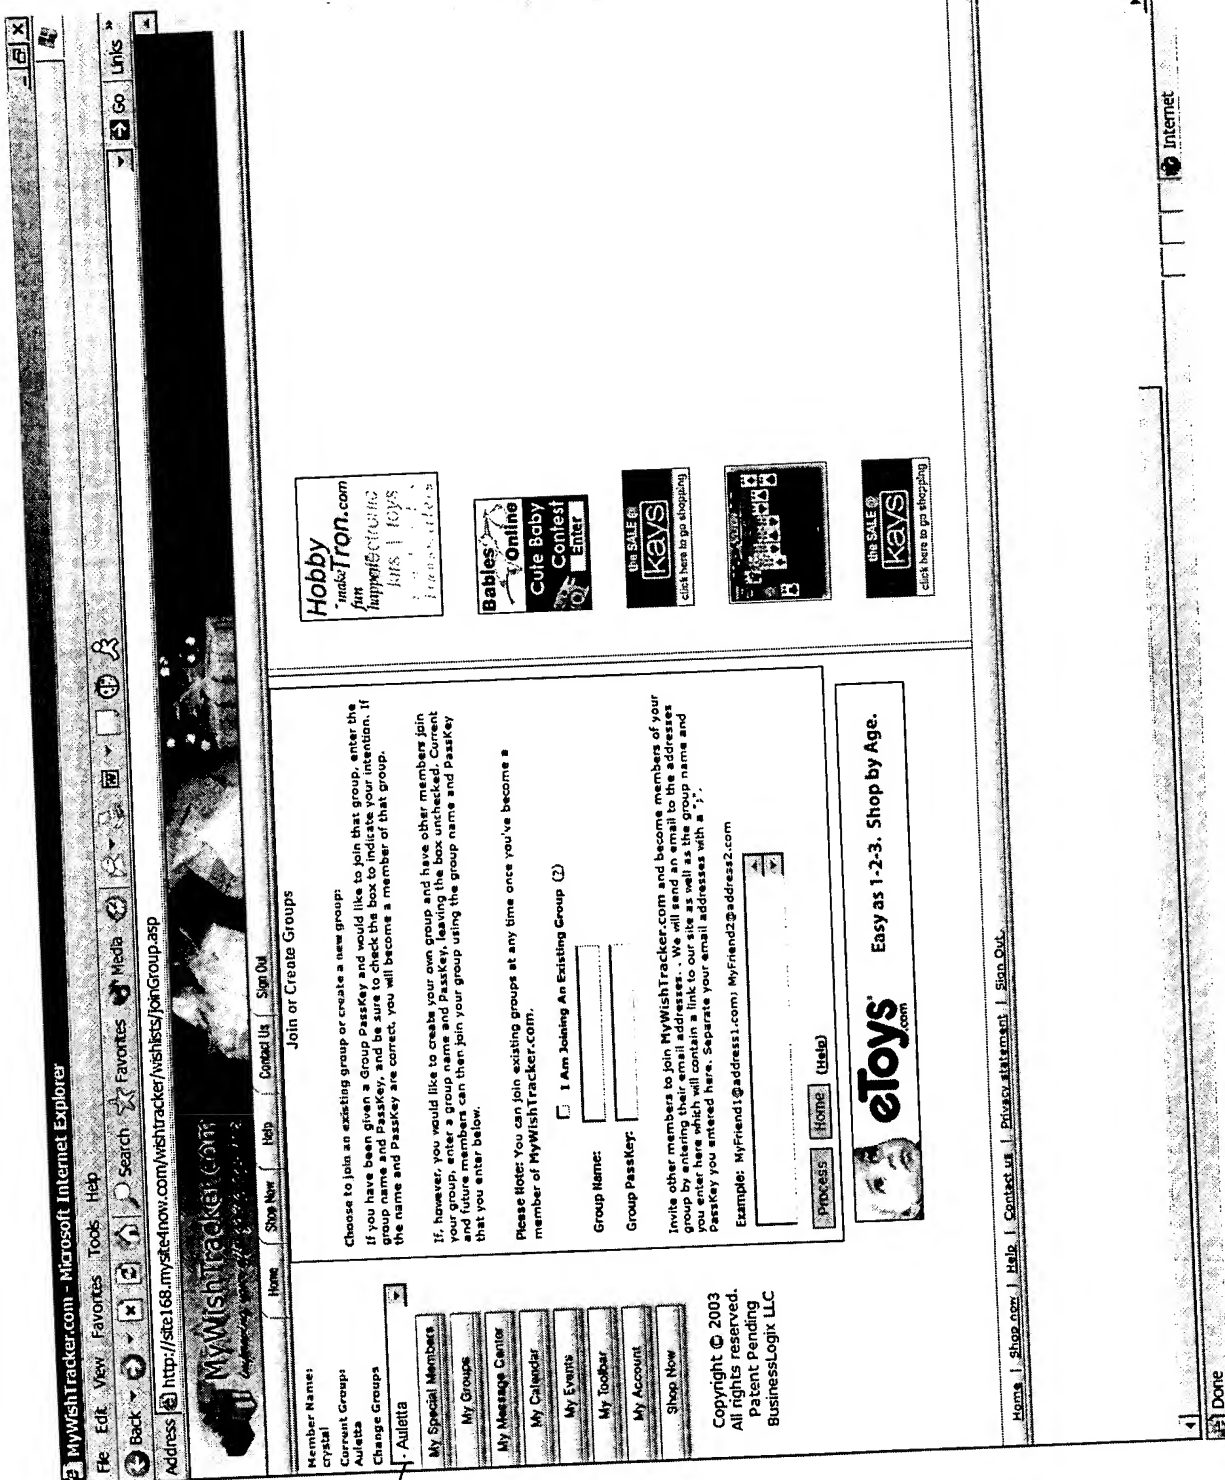 MyWishTracker.com - Microsoft Internet Explorer
File Edit View Favorites Tools Help
Back Search Favorites Media
Address http://site168.mysite4now.com/wishtracker/wishlists/joinGroup.asp Go Links »
MyWishTracker.com
Home Shop Now Help Contact Us Sign Out
Member Name:
crystal
Current Group:
Auletta
Change Groups
- Auletta
My Special Members
My Groups
My Message Center
My Calendar
My Events
My Toolbar
My Account
Shop Now
Copyright © 2003
All rights reserved.
Patent Pending
BusinessLogix LLC
Join or Create Groups
Choose to join an existing group or create a new group:
If you have been given a Group PassKey and would like to join that group, enter the
group name and PassKey, and be sure to check the box to indicate your intention. If
the name and PassKey are correct, you will become a member of that group.
If, however, you would like to create your own group and have other members join
your group, enter a group name and PassKey, leaving the box unchecked. Current
and future members can then join your group using the group name and PassKey
that you enter below.
Please Note: You can join existing groups at any time once you've become a
member of MyWishTracker.com.
I Am Joining An Existing Group (?)
Group Name:
Group PassKey:
Invite other members to join MyWishTracker.com and become members of your
group by entering their email addresses. . We will send an email to the addresses
you enter here which will contain a link to our site as well as the group name and
PassKey you entered here. Separate your email addresses with a ";".
Example: MyFriend1@address1.com; MyFriend2@address2.com
Process Home (Help)
eToys.com Easy as 1-2-3. Shop by Age.
HobbyTron.com
"make
fun
happen"
Electronic
kits | toys
Babies Online
Cute Baby
Contest
Enter
the SALE @
kays
click here to go shopping
the SALE @
kays
click here to go shopping
Home | Shop now | Help | Contact us | Privacy statement | Sign Out
Done Internet